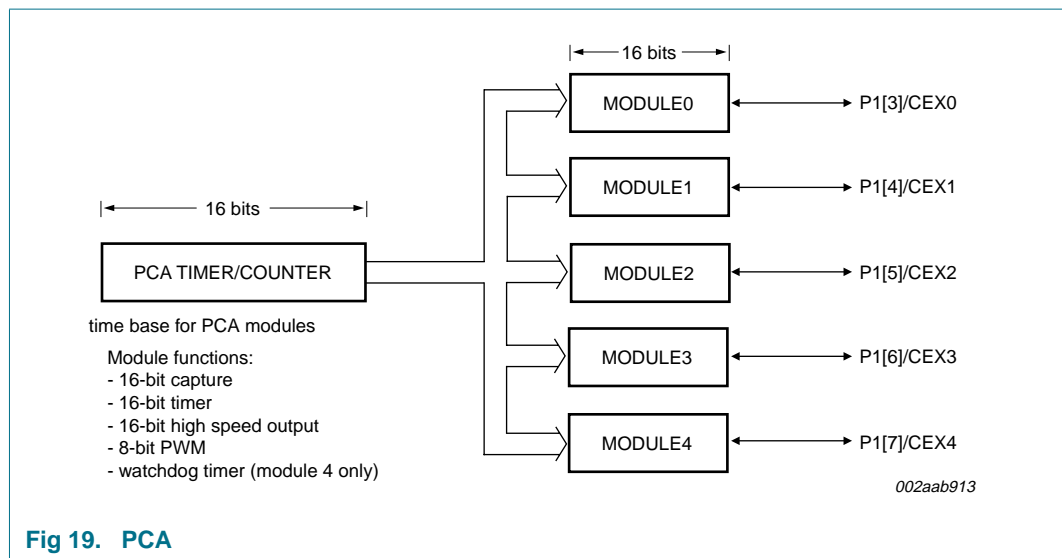 16 bits
MODULE0
P1[3]/CEX0
MODULE1
P1[4]/CEX1
16 bits
PCA TIMER/COUNTER
MODULE2
P1[5]/CEX2
time base for PCA modules
Module functions:
- 16-bit capture
- 16-bit timer
- 16-bit high speed output
- 8-bit PWM
- watchdog timer (module 4 only)
MODULE3
P1[6]/CEX3
MODULE4
P1[7]/CEX4
002aab913
Fig 19. PCA